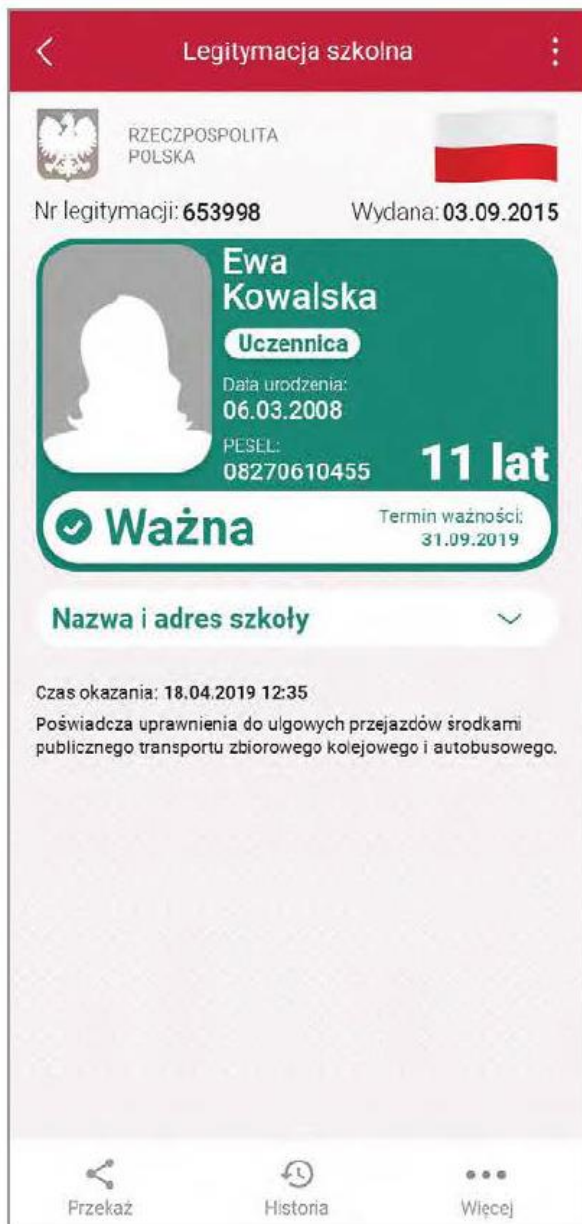 Legitymacja szkolna
RZECZPOSPOLITA
POLSKA
Nr legitymacji: 653998 Wydana: 03.09.2015
Ewa
Kowalska
Uczennica
Data urodzenia:
06.03.2008
PESEL:
08270610455
11 lat
Ważna
Termin ważności:
31.09.2019
Nazwa i adres szkoły
Czas okazania: 18.04.2019 12:35
Poświadcza uprawnienia do ulgowych przejazdów środkami
publicznego transportu zbiorowego kolejowego i autobusowego.
Przekaż Historia Więcej